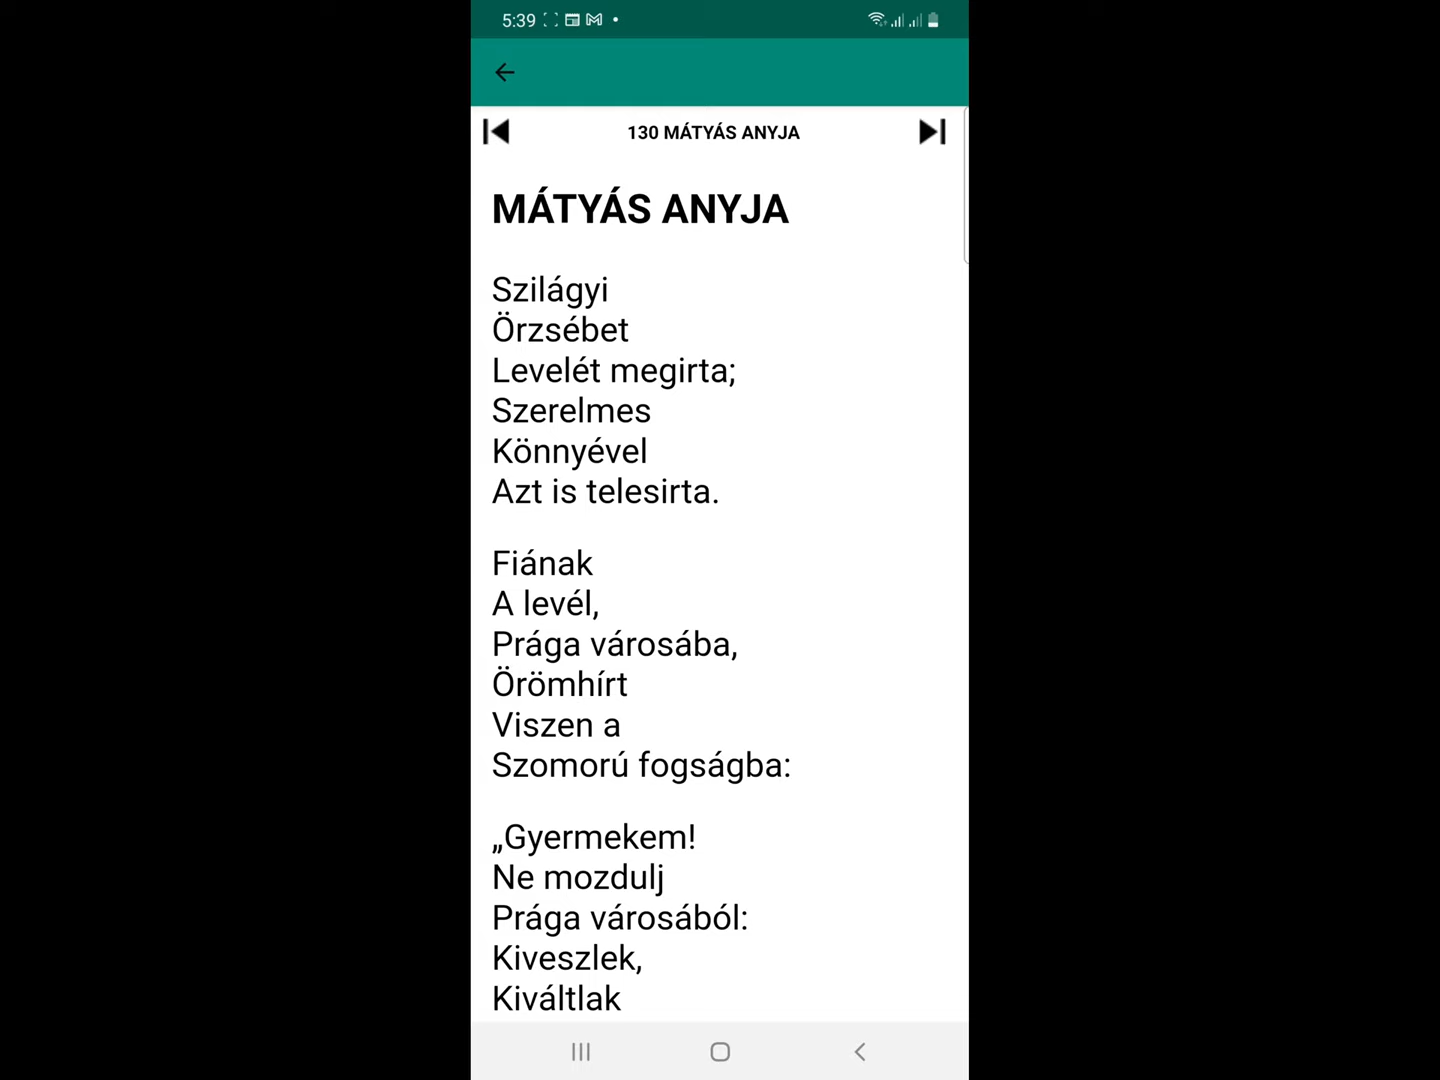 5:39
130 MÁTYÁS ANYJA
MÁTYÁS ANYJA
Szilágyi
Örzsébet
Levelét megirta;
Szerelmes
Könnyével
Azt is telesirta.
Fiának
A levél,
Prága városába,
Örömhírt
Viszen a
Szomorú fogságba:
„Gyermekem!
Ne mozdulj
Prága városából:
Kiveszlek,
Kiváltlak